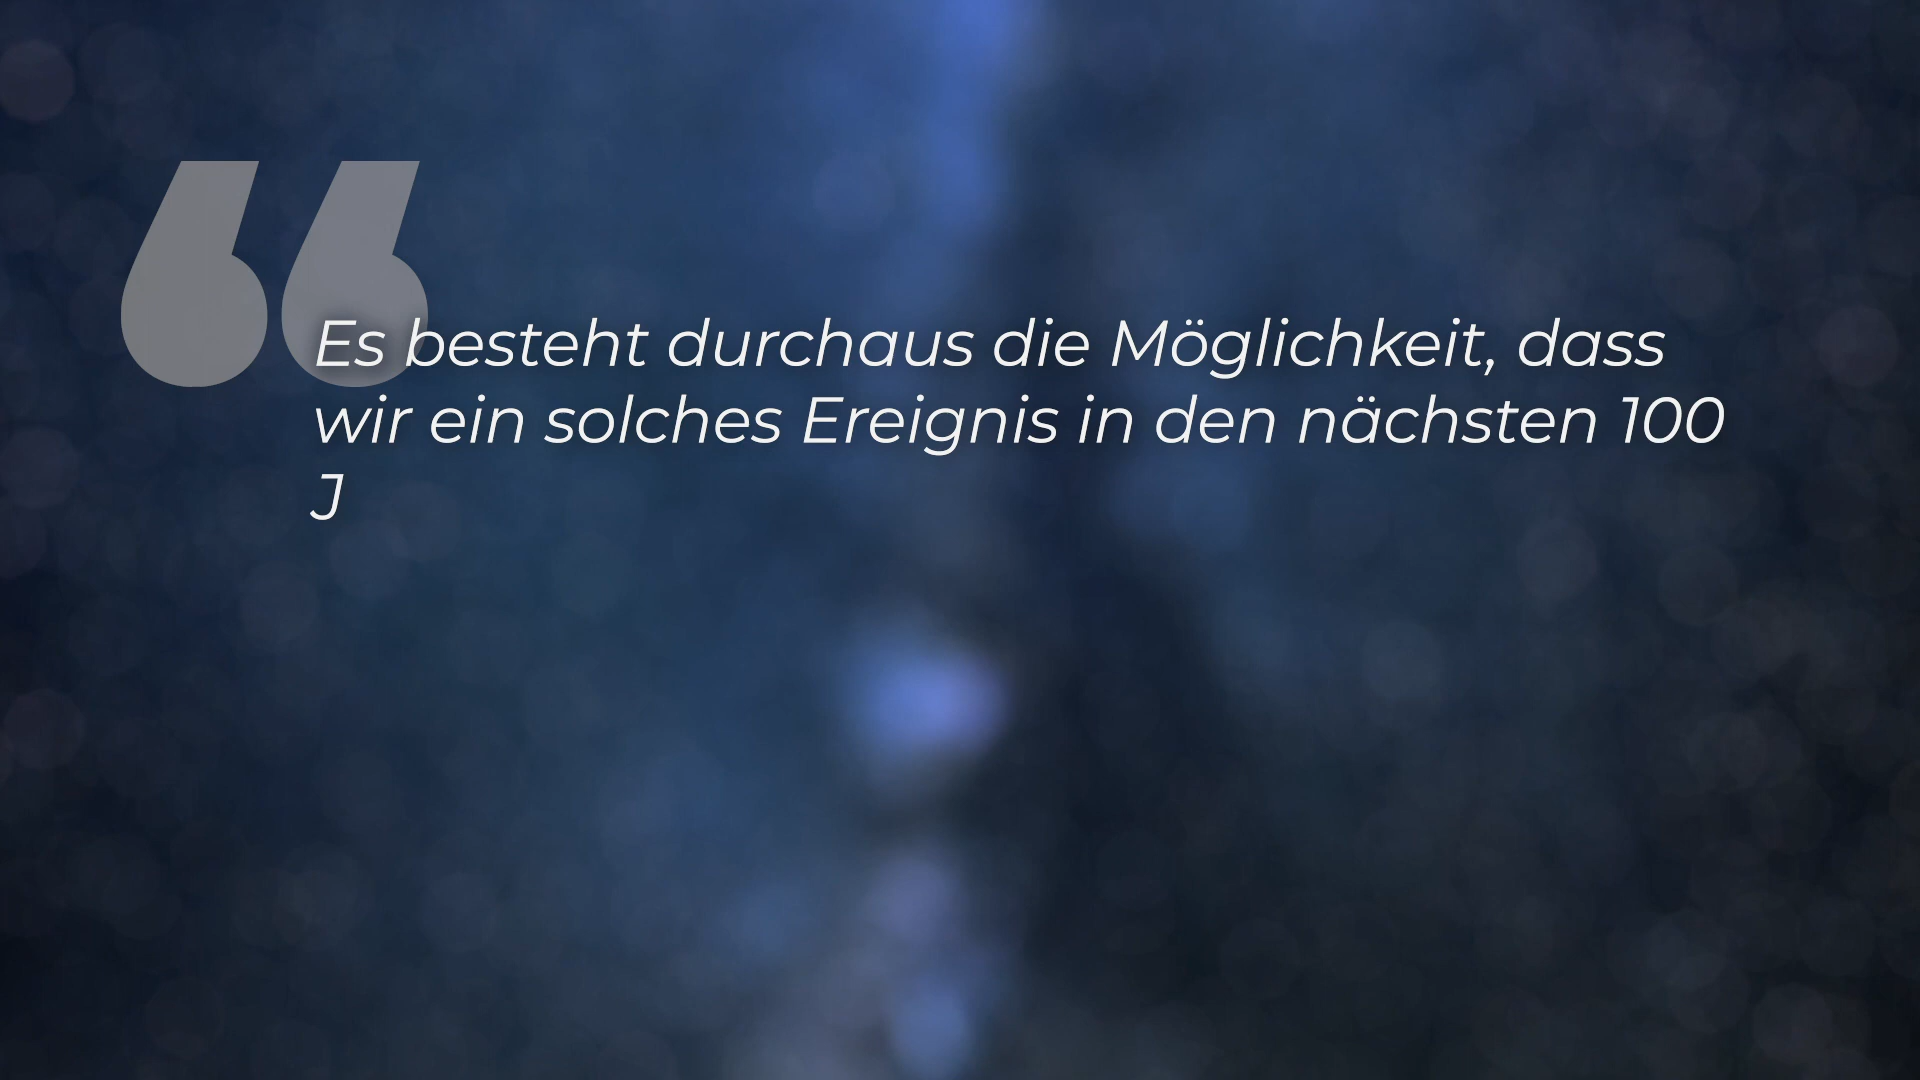 Es besteht durchaus die Möglichkeit, dass
wir ein solches Ereignis in den nächsten 100
J